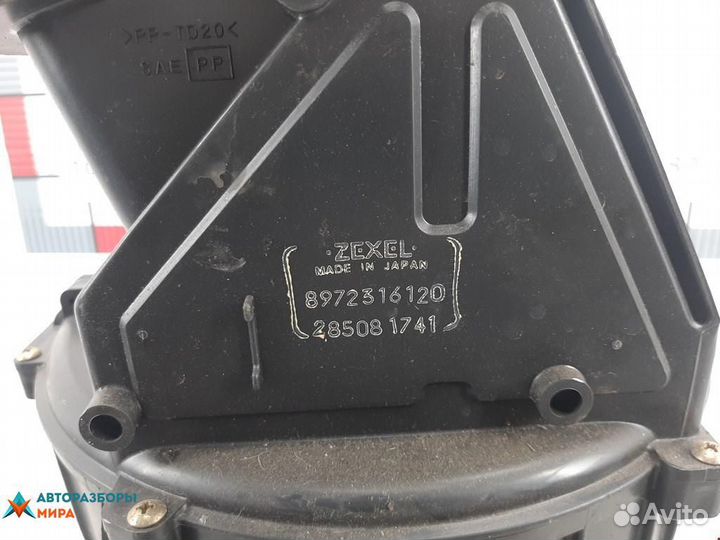 >PP-TD20<
SAE PP
·ZEXEL·
MADE IN JAPAN
8972316120
285081741
АВТОРАЗБОРЫ
МИРА
Avito